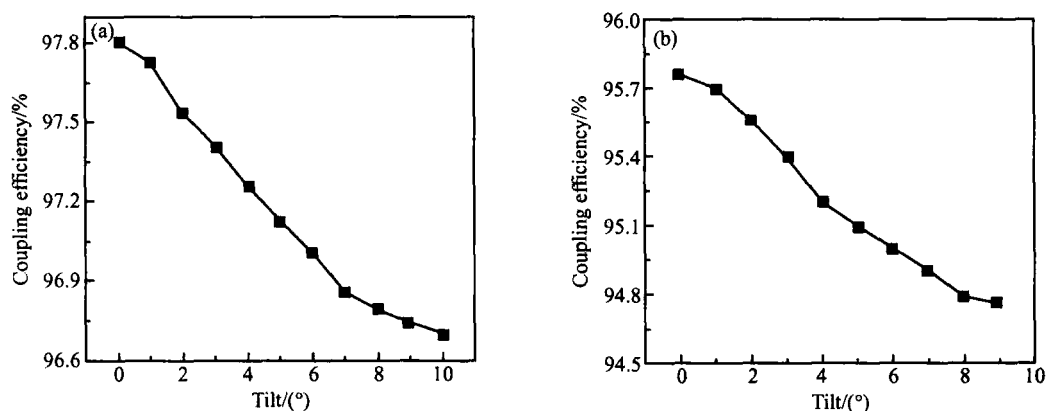 (a)
97.8
97.5
97.2
96.9
96.6
Coupling efficiency/%
0 2 4 6 8 10
Tilt/(°)
(b)
96.0
95.7
95.4
95.1
94.8
94.5
Coupling efficiency/%
0 2 4 6 8 10
Tilt/(°)